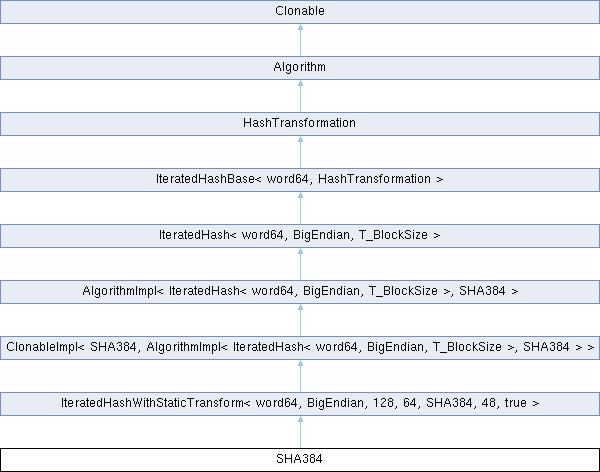 Clonable
Algorithm
HashTransformation
IteratedHashBase< word64, HashTransformation >
IteratedHash< word64, BigEndian, T_BlockSize >
AlgorithmImpl< IteratedHash< word64, BigEndian, T_BlockSize >, SHA384 >
ClonableImpl< SHA384, AlgorithmImpl< IteratedHash< word64, BigEndian, T_BlockSize >, SHA384 > >
IteratedHashWithStaticTransform< word64, BigEndian, 128, 64, SHA384, 48, true >
SHA384